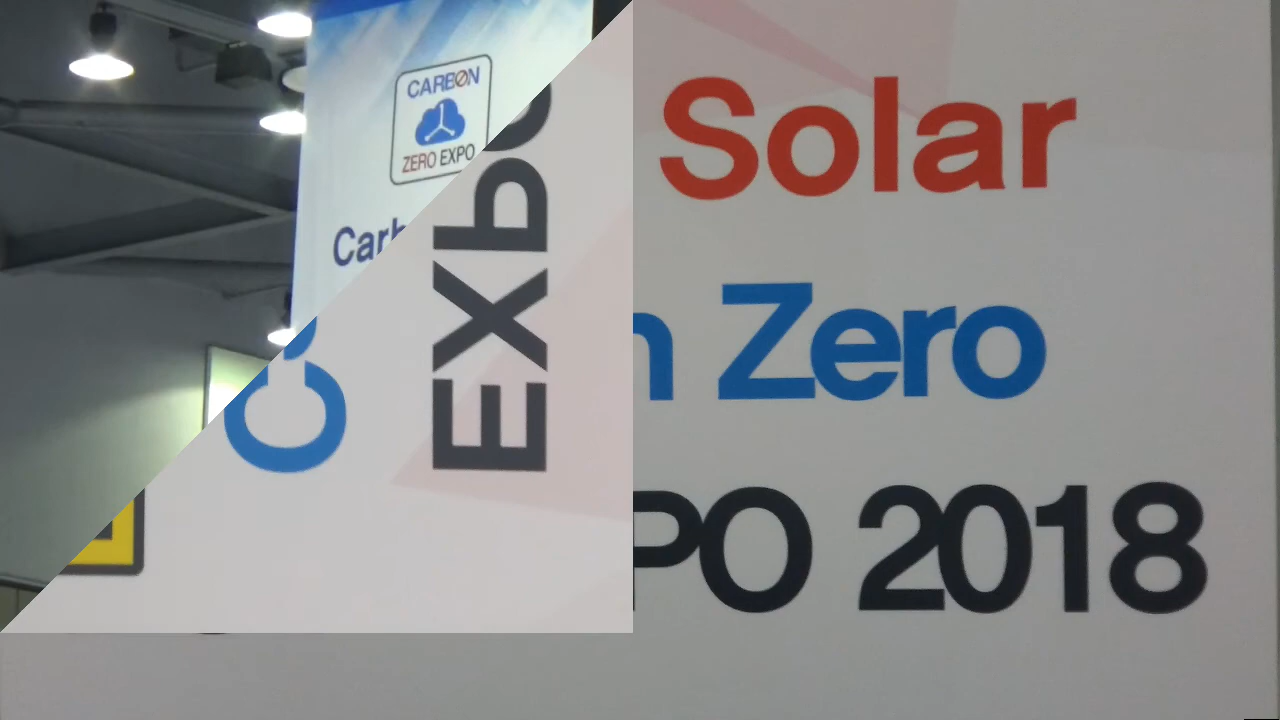 CARBON
ZERO EXPO
Carb
Solar
n Zero
PO 2018
EXPO